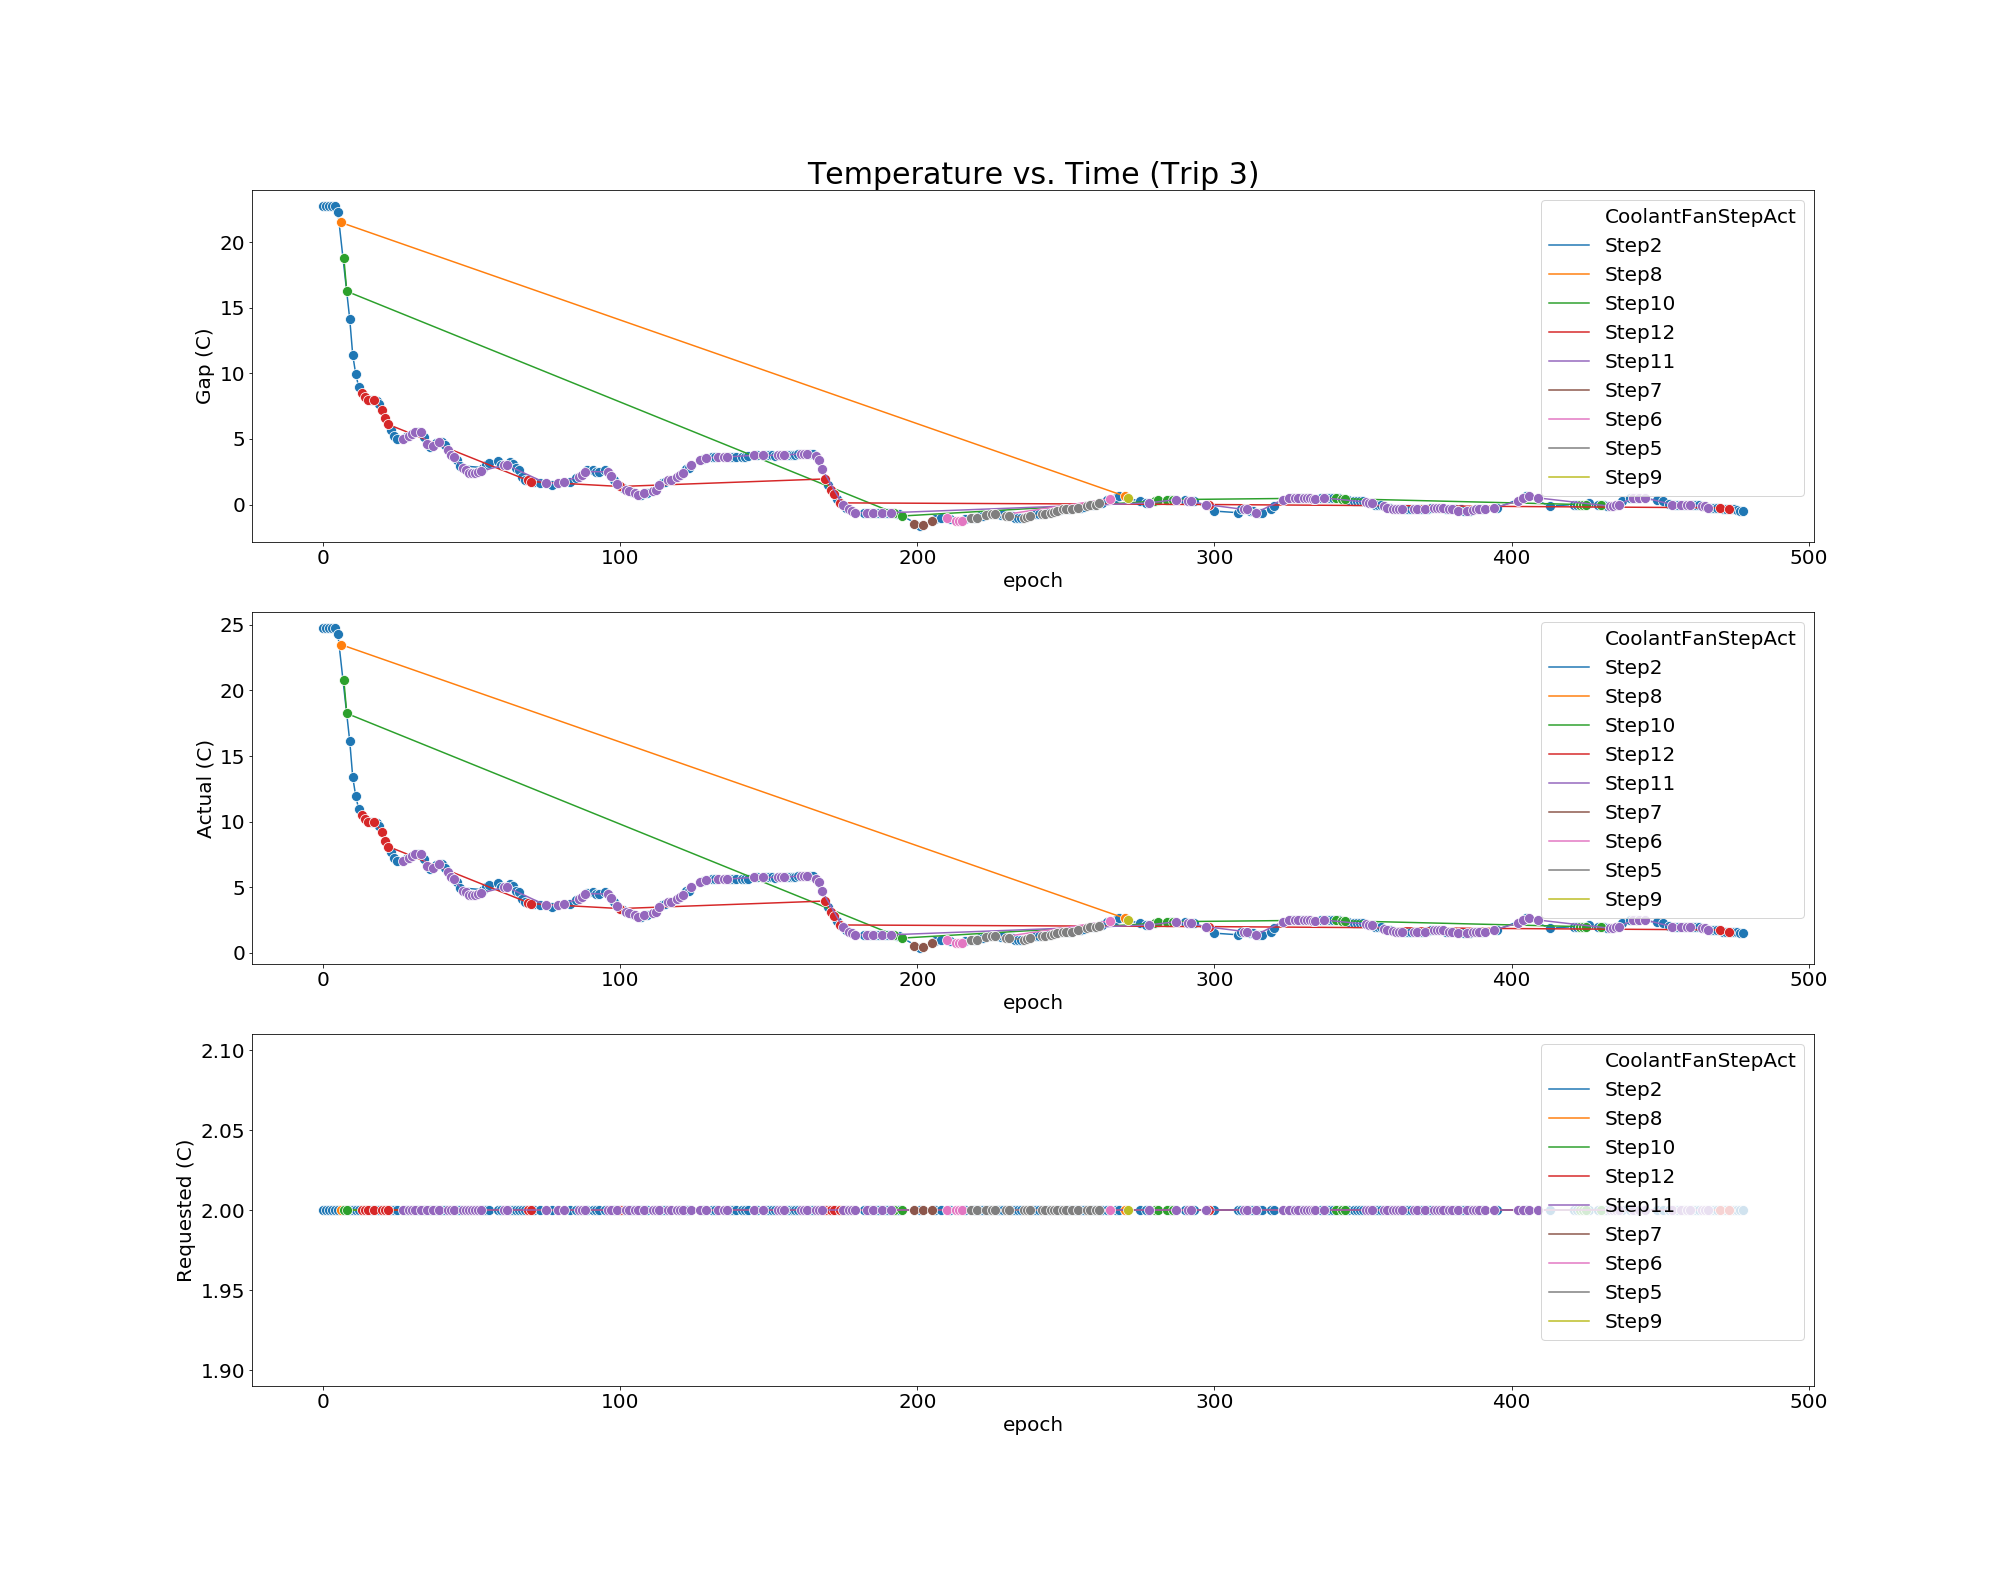 Temperature vs. Time (Trip 3)
Gap (C)
20
15
10
5
0
0 100 200 300 400 500
epoch
CoolantFanStepAct
Step2
Step8
Step10
Step12
Step11
Step7
Step6
Step5
Step9
Actual (C)
25
20
15
10
5
0
0 100 200 300 400 500
epoch
CoolantFanStepAct
Step2
Step8
Step10
Step12
Step11
Step7
Step6
Step5
Step9
Requested (C)
2.10
2.05
2.00
1.95
1.90
0 100 200 300 400 500
epoch
CoolantFanStepAct
Step2
Step8
Step10
Step12
Step11
Step7
Step6
Step5
Step9